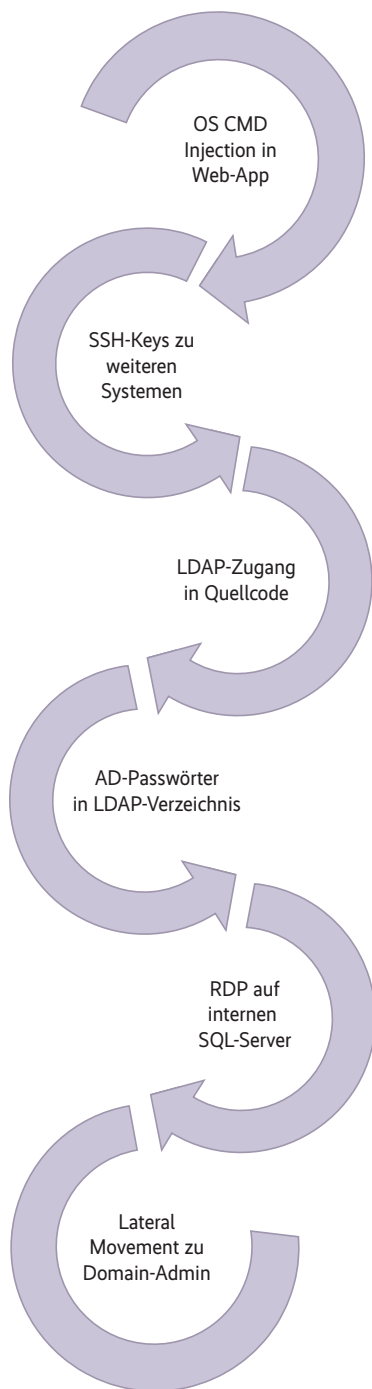 OS CMD
Injection in
Web-App
SSH-Keys zu
weiteren
Systemen
LDAP-Zugang
in Quellcode
AD-Passwörter
in LDAP-Verzeichnis
RDP auf
internen
SQL-Server
Lateral
Movement zu
Domain-Admin